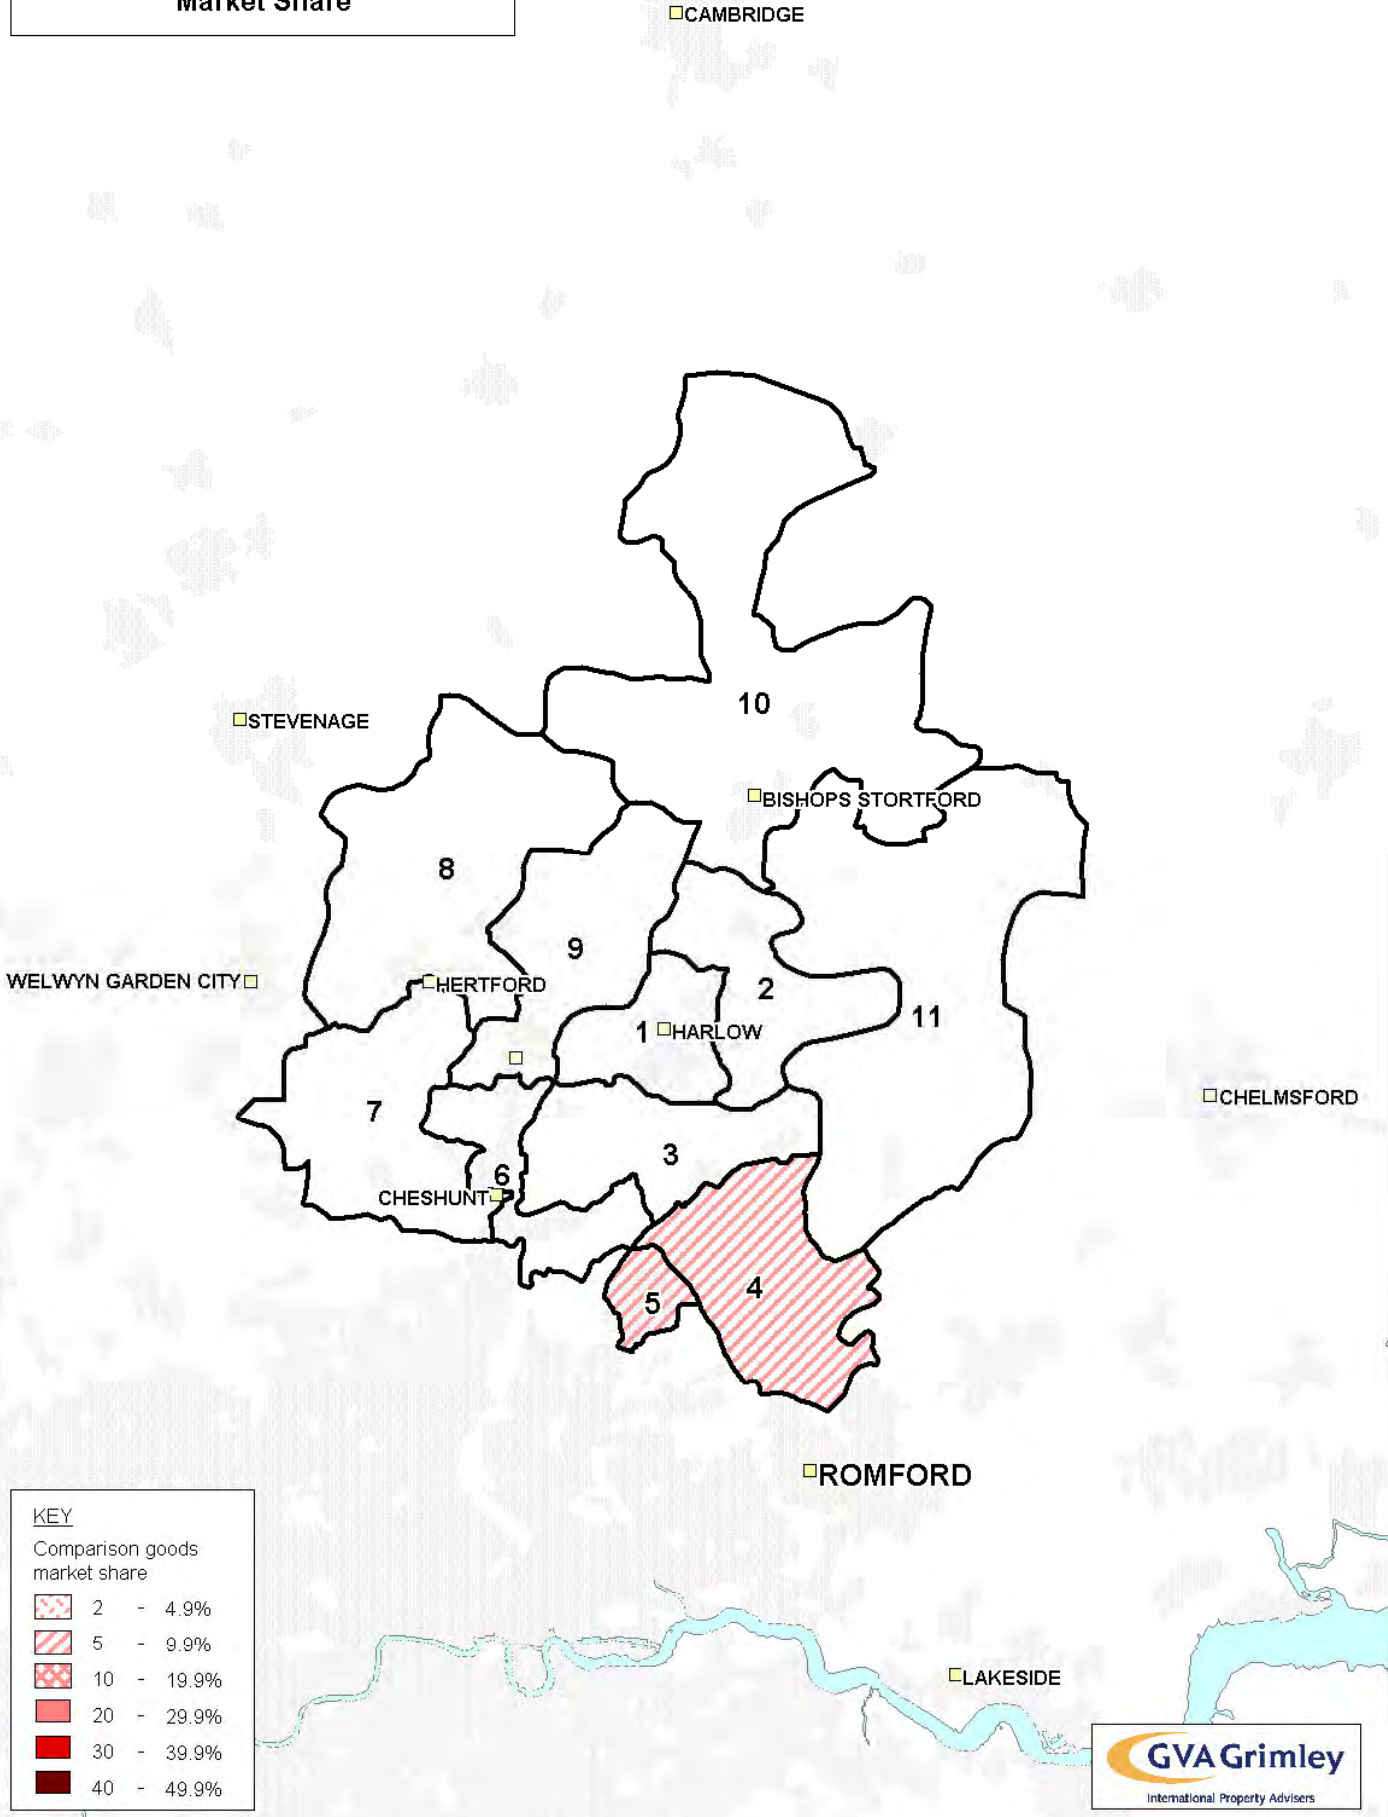 Market Share
CAMBRIDGE
10
STEVENAGE
BISHOPS STORTFORD
8
9
WELWYN GARDEN CITY
HERTFORD
2
11
1
HARLOW
CHELMSFORD
7
3
6
CHESHUNT
4
5
ROMFORD
KEY
Comparison goods
market share
2 - 4.9%
5 - 9.9%
10 - 19.9%
20 - 29.9%
30 - 39.9%
40 - 49.9%
LAKESIDE
GVA Grimley
International Property Advisers